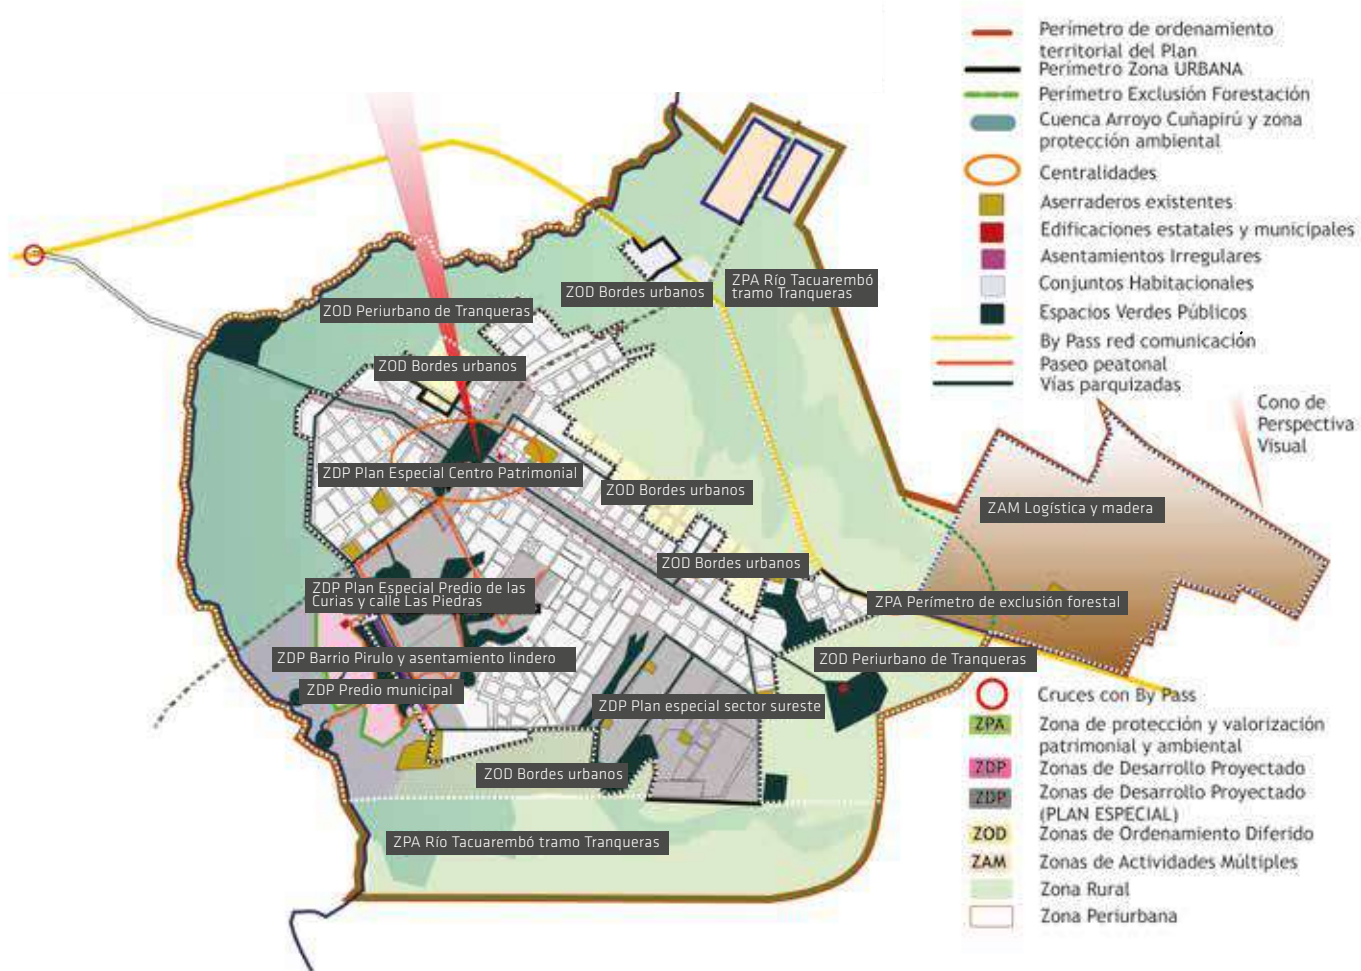 Perímetro de ordenamiento
territorial del Plan
Perímetro Zona URBANA
Perímetro Exclusión Forestación
Cuenca Arroyo Cuñapirú y zona
protección ambiental
Centralidades
Aserraderos existentes
Edificaciones estatales y municipales
Asentamientos Irregulares
Conjuntos Habitacionales
Espacios Verdes Públicos
By Pass red comunicación
Paseo peatonal
Vías parquizadas
Cono de
Perspectiva
Visual
ZPA Río Tacuarembó
tramo Tranqueras
ZOD Bordes urbanos
ZOD Periurbano de Tranqueras
ZOD Bordes urbanos
ZDP Plan Especial Centro Patrimonial
ZOD Bordes urbanos
ZAM Logística y madera
ZOD Bordes urbanos
ZDP Plan Especial Predio de las
Curias y calle Las Piedras
ZPA Perímetro de exclusión forestal
ZDP Barrio Pirulo y asentamiento lindero
ZOD Periurbano de Tranqueras
ZDP Predio municipal
ZDP Plan especial sector sureste
ZOD Bordes urbanos
ZPA Río Tacuarembó tramo Tranqueras
Cruces con By Pass
ZPA Zona de protección y valorización
patrimonial y ambiental
ZDP Zonas de Desarrollo Proyectado
ZDP Zonas de Desarrollo Proyectado
(PLAN ESPECIAL)
ZOD Zonas de Ordenamiento Diferido
ZAM Zonas de Actividades Múltiples
Zona Rural
Zona Periurbana